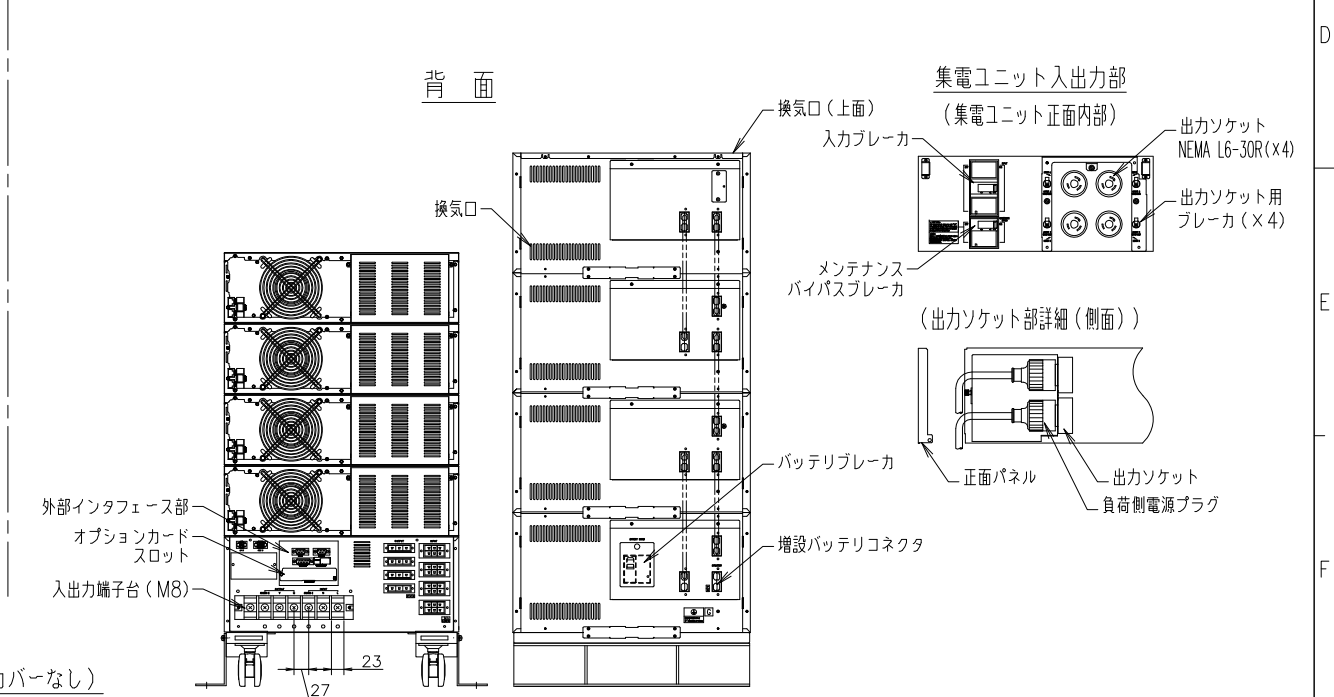 背 面
集電ユニット入出力部
(集電ユニット正面内部)
換気口(上面)
入力ブレーカ
出力ソケット
NEMA L6-30R(×4)
換気口
出力ソケット用
ブレーカ(×4)
メンテナンス
バイパスブレーカ
(出力ソケット部詳細(側面))
バッテリブレーカ
正面パネル
出力ソケット
負荷側電源プラグ
外部インタフェース部
オプションカード
スロット
増設バッテリコネクタ
入出力端子台(M8)
23
27
バーなし)
D
E
F